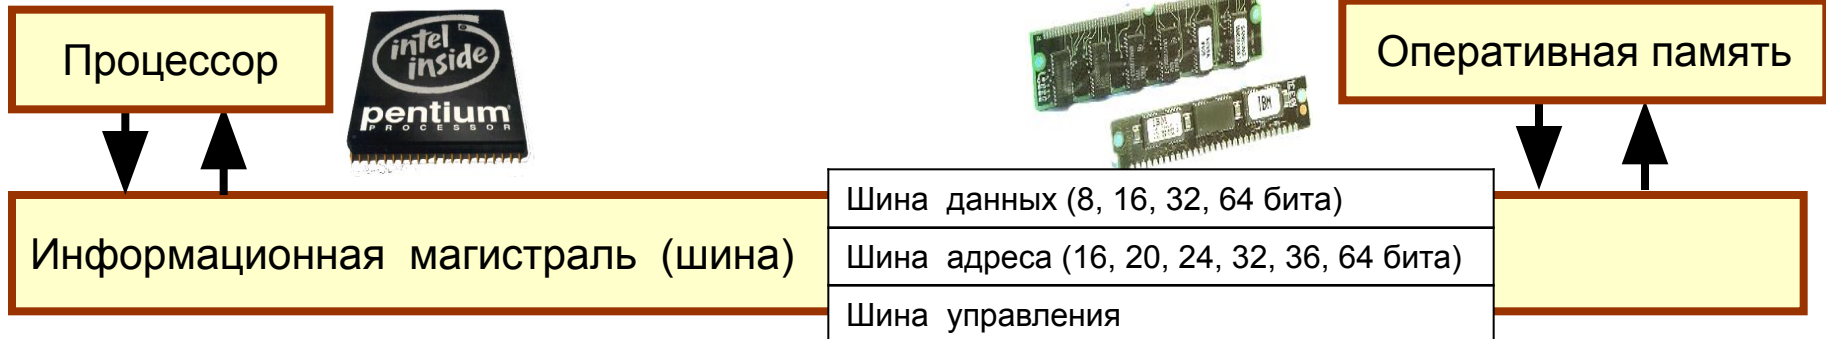 Процессор
intel
inside
pentium
PROCESSOR
IBM
Оперативная память
Информационная магистраль (шина)
Шина данных (8, 16, 32, 64 бита)
Шина адреса (16, 20, 24, 32, 36, 64 бита)
Шина управления